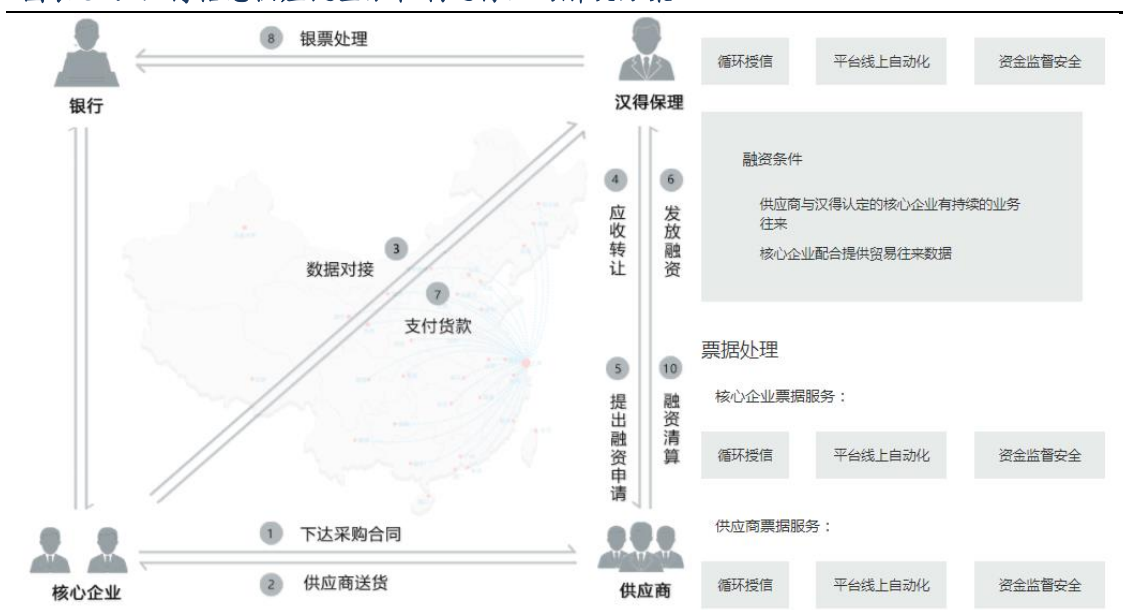 8 银票处理
银行
汉得保理
3
数据对接
7
支付货款
4
应收转让
6
发放融资
5
提出融资申请
10
融资清算
1 下达采购合同
2 供应商送货
核心企业
供应商
循环授信 平台线上自动化 资金监督安全
融资条件
供应商与汉得认定的核心企业有持续的业务
往来
核心企业配合提供贸易往来数据
票据处理
核心企业票据服务：
循环授信 平台线上自动化 资金监督安全
供应商票据服务：
循环授信 平台线上自动化 资金监督安全